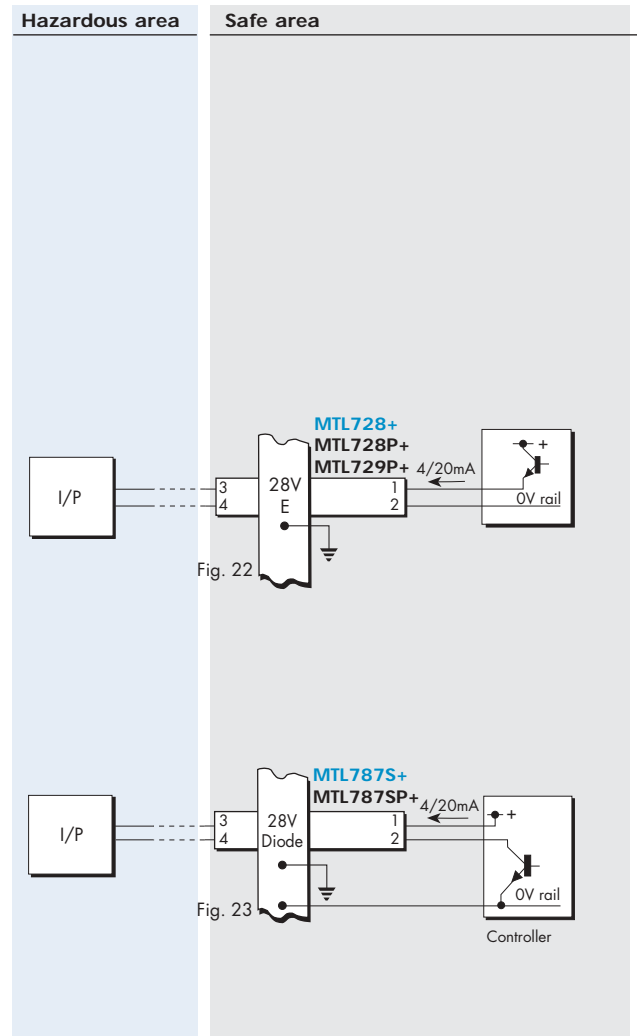 Hazardous area
Safe area
MTL728+
MTL728P+
MTL729P+
4/20mA
+
I/P
3
4
28V
E
1
2
0V rail
Fig. 22
MTL787S+
MTL787SP+
4/20mA
+
I/P
3
4
28V
Diode
1
2
0V rail
Fig. 23
Controller